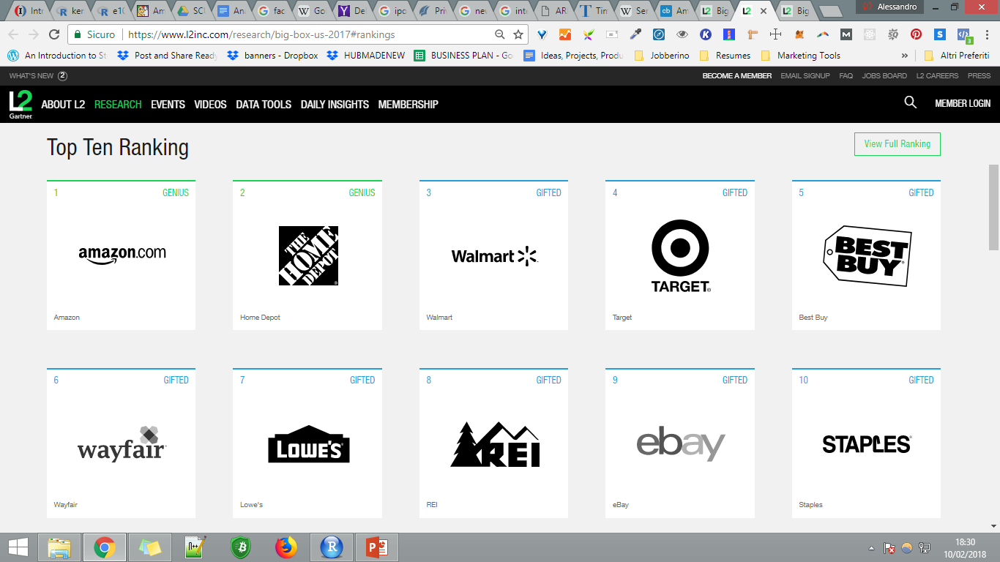 Intr
ker
e10
Am
SCI
Ana
fac
Go
De
ipo
Priv
nev
inte
AR
Tin
Se
Am
Big
Big
Alessandro
Sicuro
https://www.l2inc.com/research/big-box-us-2017#rankings
An Introduction to St
Post and Share Ready
banners - Dropbox
HUBMADENEW
BUSINESS PLAN - Go
Ideas, Projects, Produ
Jobberino
Resumes
Marketing Tools
»
Altri Preferiti
WHAT'S NEW 2
BECOME A MEMBER
EMAIL SIGNUP
FAQ
JOBS BOARD
L2 CAREERS
PRESS
L2
Gartner
ABOUT L2
RESEARCH
EVENTS
VIDEOS
DATA TOOLS
DAILY INSIGHTS
MEMBERSHIP
MEMBER LOGIN
Top Ten Ranking
View Full Ranking
1 GENIUS
amazon.com
Amazon
2 GENIUS
THE
HOME
DEPOT
Home Depot
3 GIFTED
Walmart
Walmart
4 GIFTED
TARGET
Target
5 GIFTED
BEST
BUY
Best Buy
6 GIFTED
wayfair
Wayfair
7 GIFTED
LOWE'S
Lowe's
8 GIFTED
REI
REI
9 GIFTED
ebay
eBay
10 GIFTED
STAPLES
Staples
18:30
10/02/2018